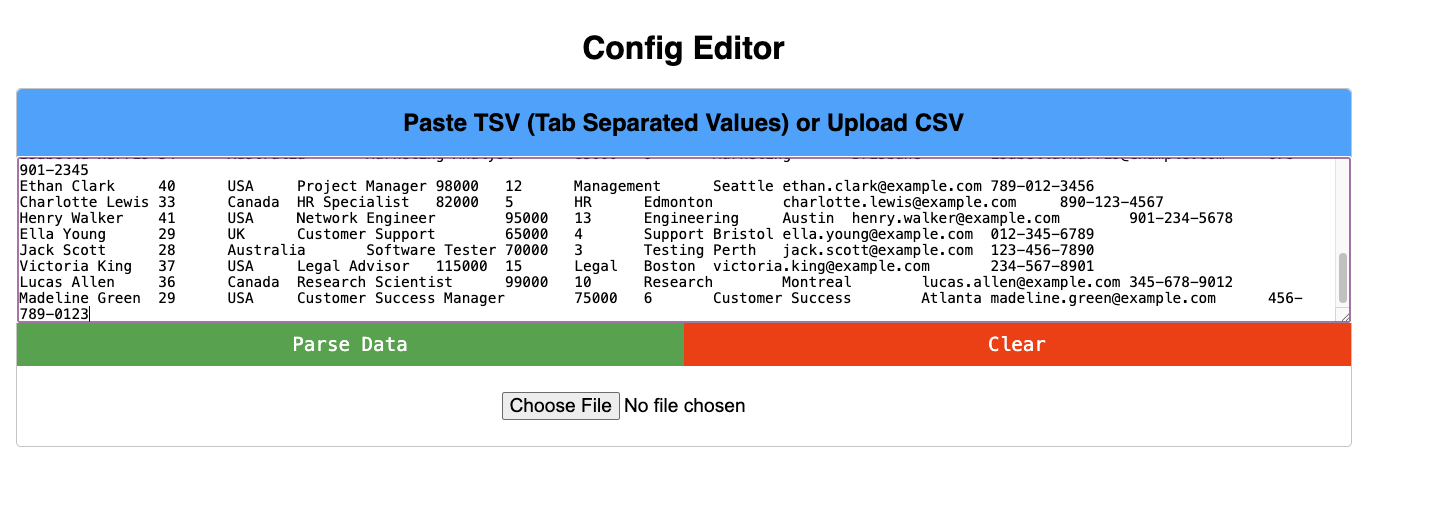 Config Editor
Paste TSV (Tab Separated Values) or Upload CSV
901-2345
Ethan Clark 40 USA Project Manager 98000 12 Management Seattle ethan.clark@example.com 789-012-3456
Charlotte Lewis 33 Canada HR Specialist 82000 5 HR Edmonton charlotte.lewis@example.com 890-123-4567
Henry Walker 41 USA Network Engineer 95000 13 Engineering Austin henry.walker@example.com 901-234-5678
Ella Young 29 UK Customer Support 65000 4 Support Bristol ella.young@example.com 012-345-6789
Jack Scott 28 Australia Software Tester 70000 3 Testing Perth jack.scott@example.com 123-456-7890
Victoria King 37 USA Legal Advisor 115000 15 Legal Boston victoria.king@example.com 234-567-8901
Lucas Allen 36 Canada Research Scientist 99000 10 Research Montreal lucas.allen@example.com 345-678-9012
Madeline Green 29 USA Customer Success Manager 75000 6 Customer Success Atlanta madeline.green@example.com 456-
789-0123
Parse Data Clear
Choose File No file chosen